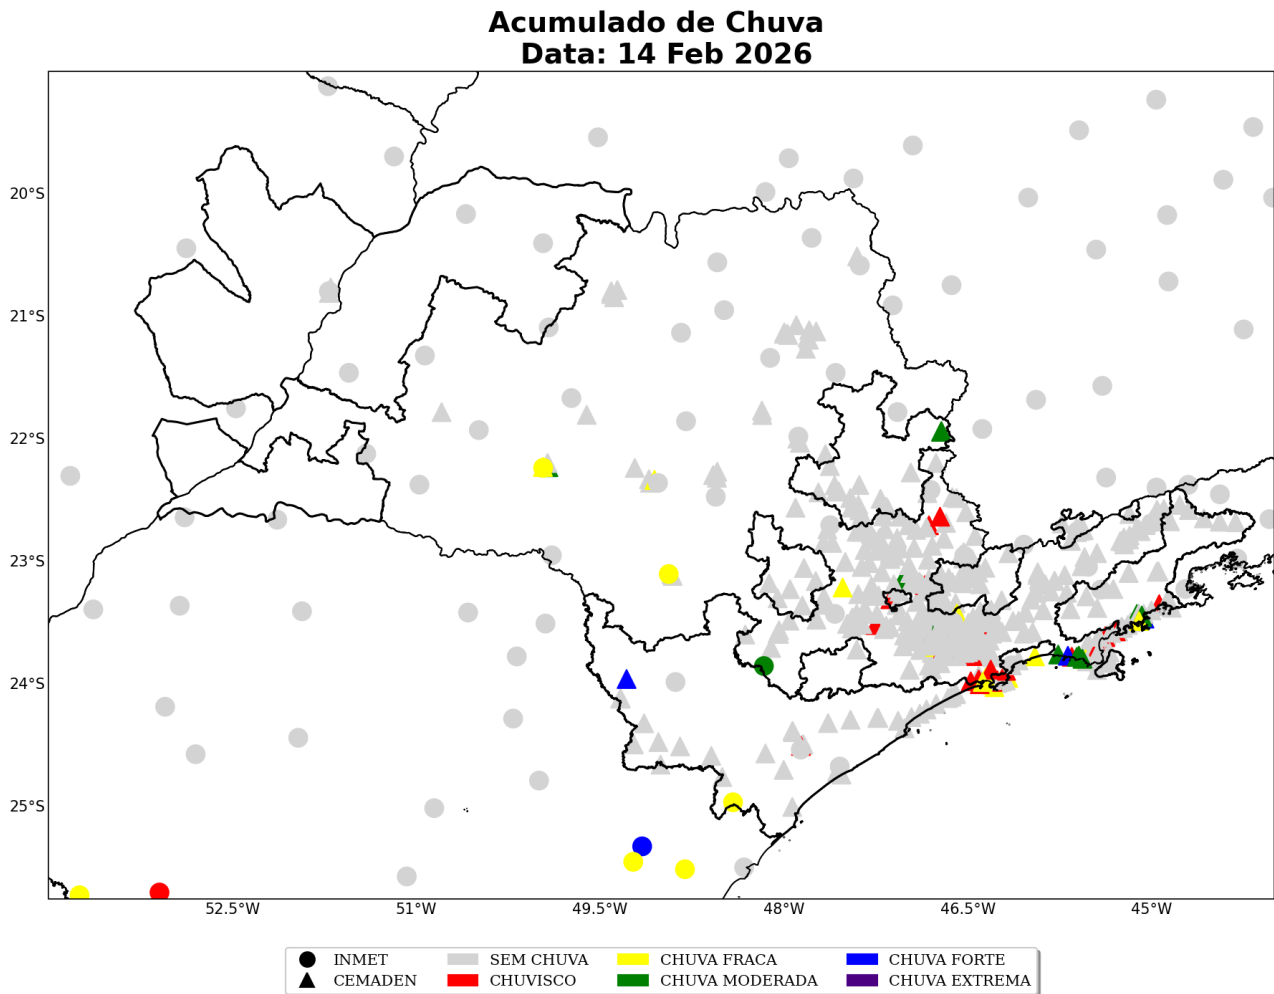 Acumulado de Chuva
Data: 14 Feb 2026
20°S
21°S
22°S
23°S
24°S
25°S
52.5°W 51°W 49.5°W 48°W 46.5°W 45°W
INMET SEM CHUVA CHUVA FRACA CHUVA FORTE
CEMADEN CHUVISCO CHUVA MODERADA CHUVA EXTREMA